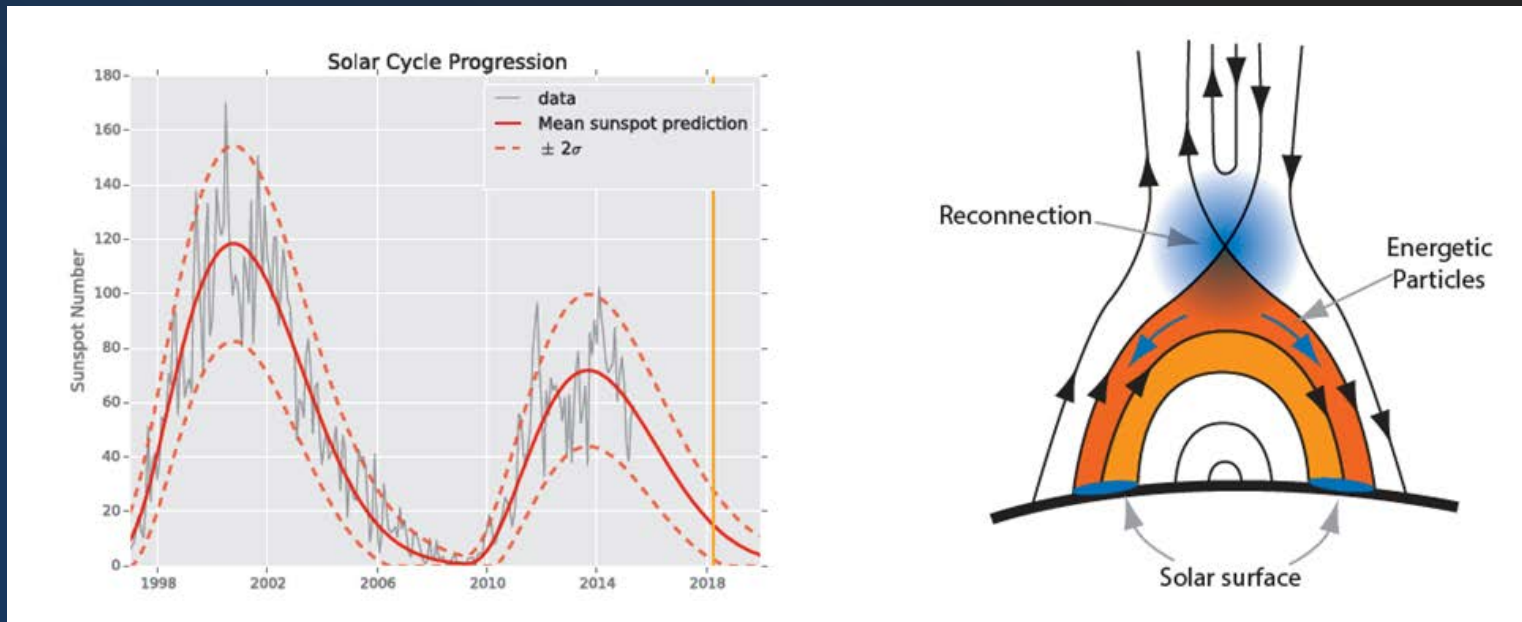 Solar Cycle Progression
180
160
140
120
100
80
60
40
20
0
Sunspot Number
1998
2002
2006
2010
2014
2018
data
Mean sunspot prediction
± 2σ
Reconnection
Energetic
Particles
Solar surface